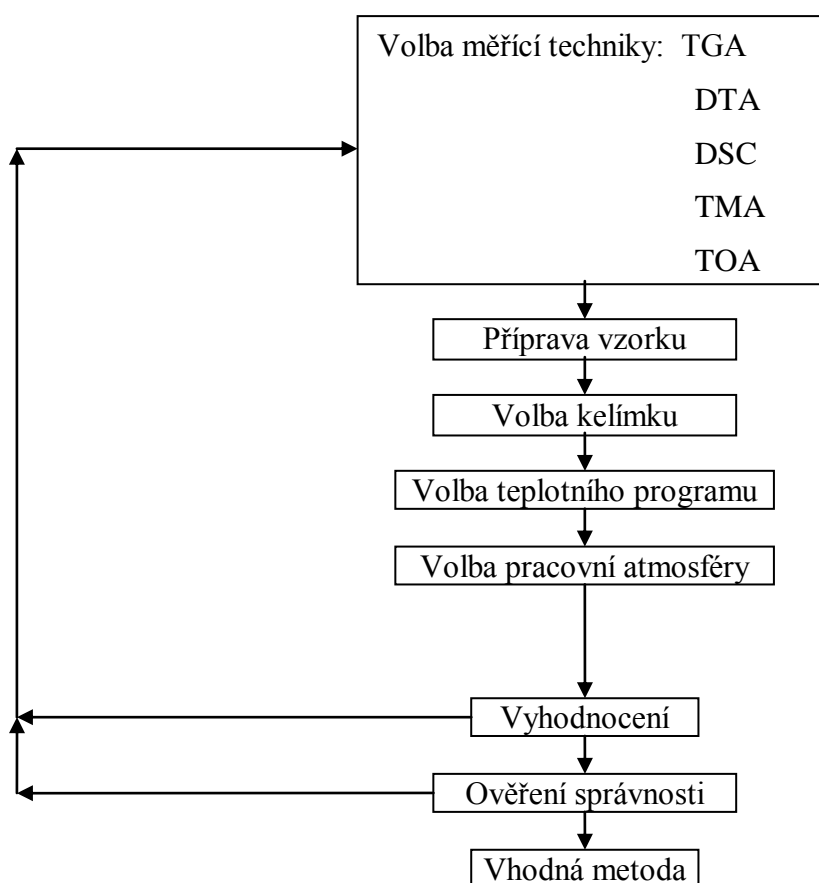 Volba měřící techniky: TGA
DTA
DSC
TMA
TOA
Příprava vzorku
Volba kelímku
Volba teplotního programu
Volba pracovní atmosféry
Vyhodnocení
Ověření správnosti
Vhodná metoda